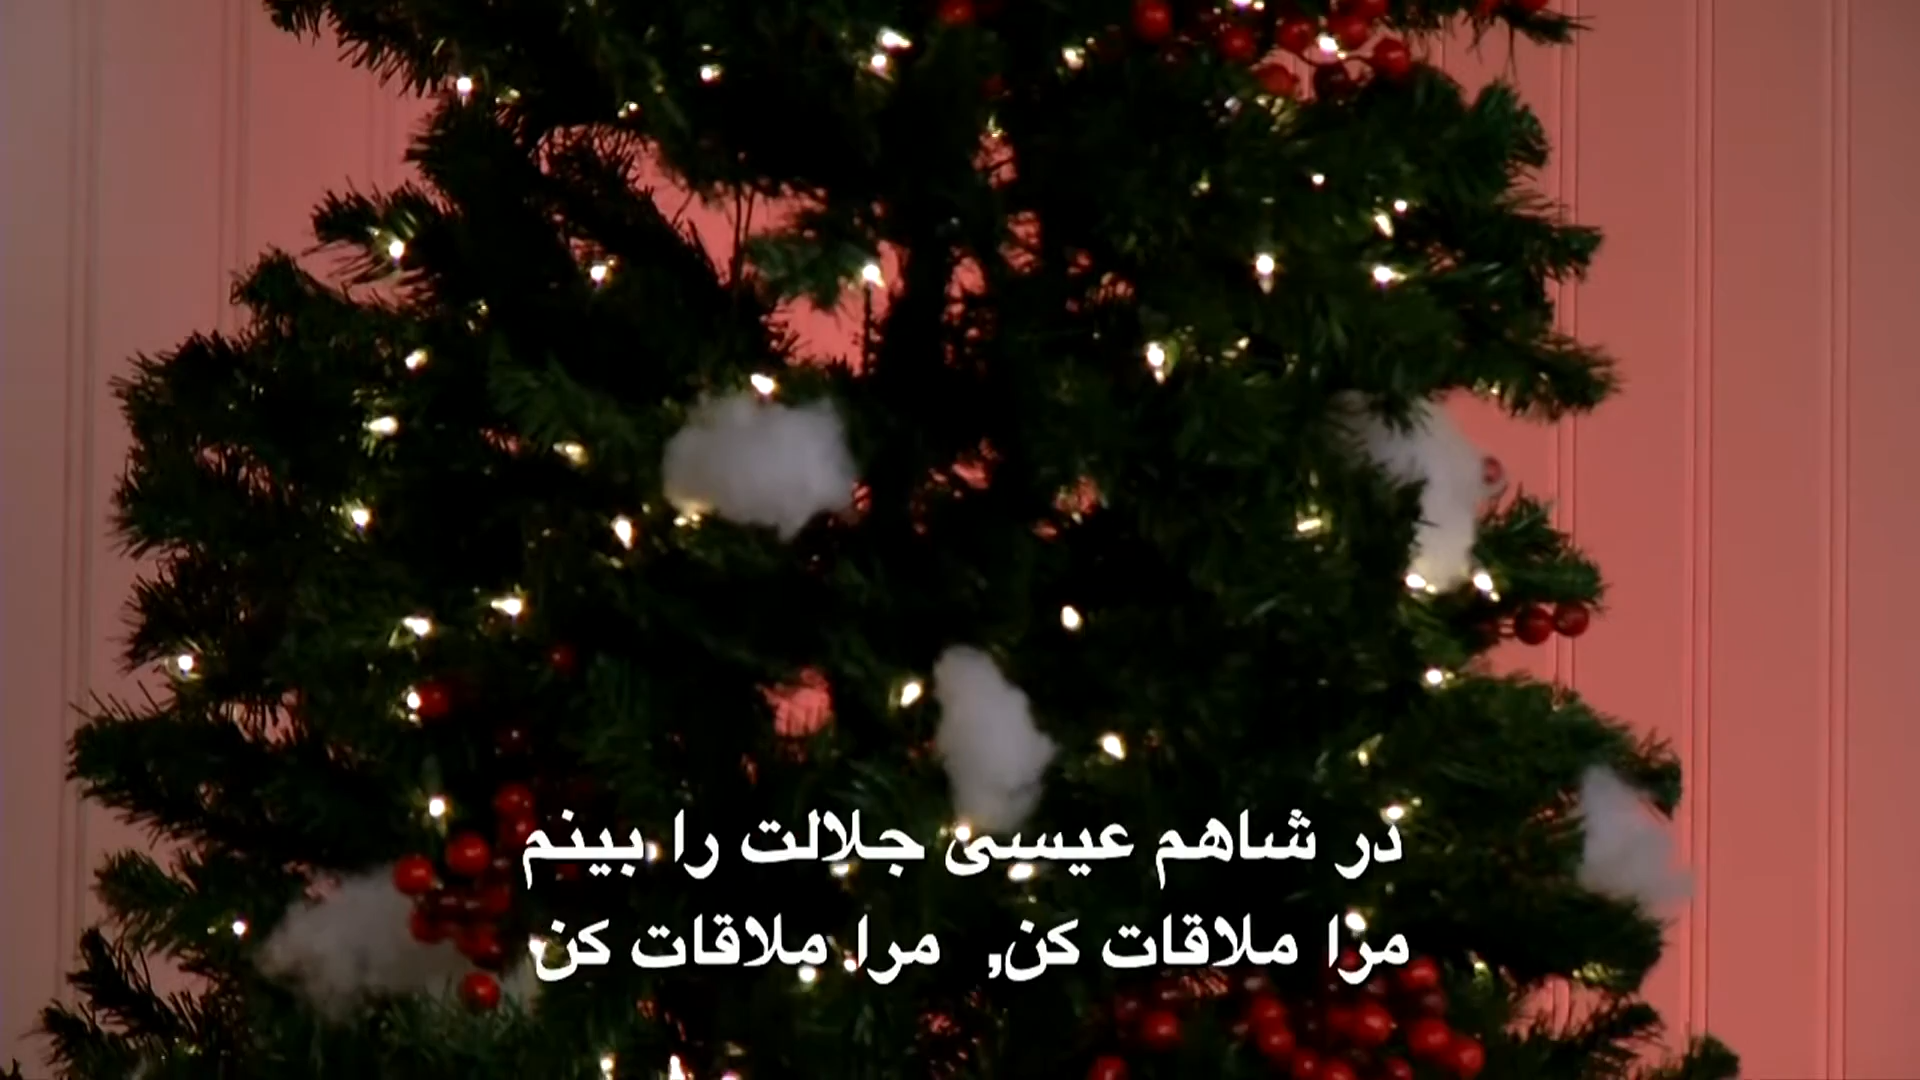 در شاهم عیسی جلالت را بینم
مرا ملاقات کن, مرا ملاقات کن